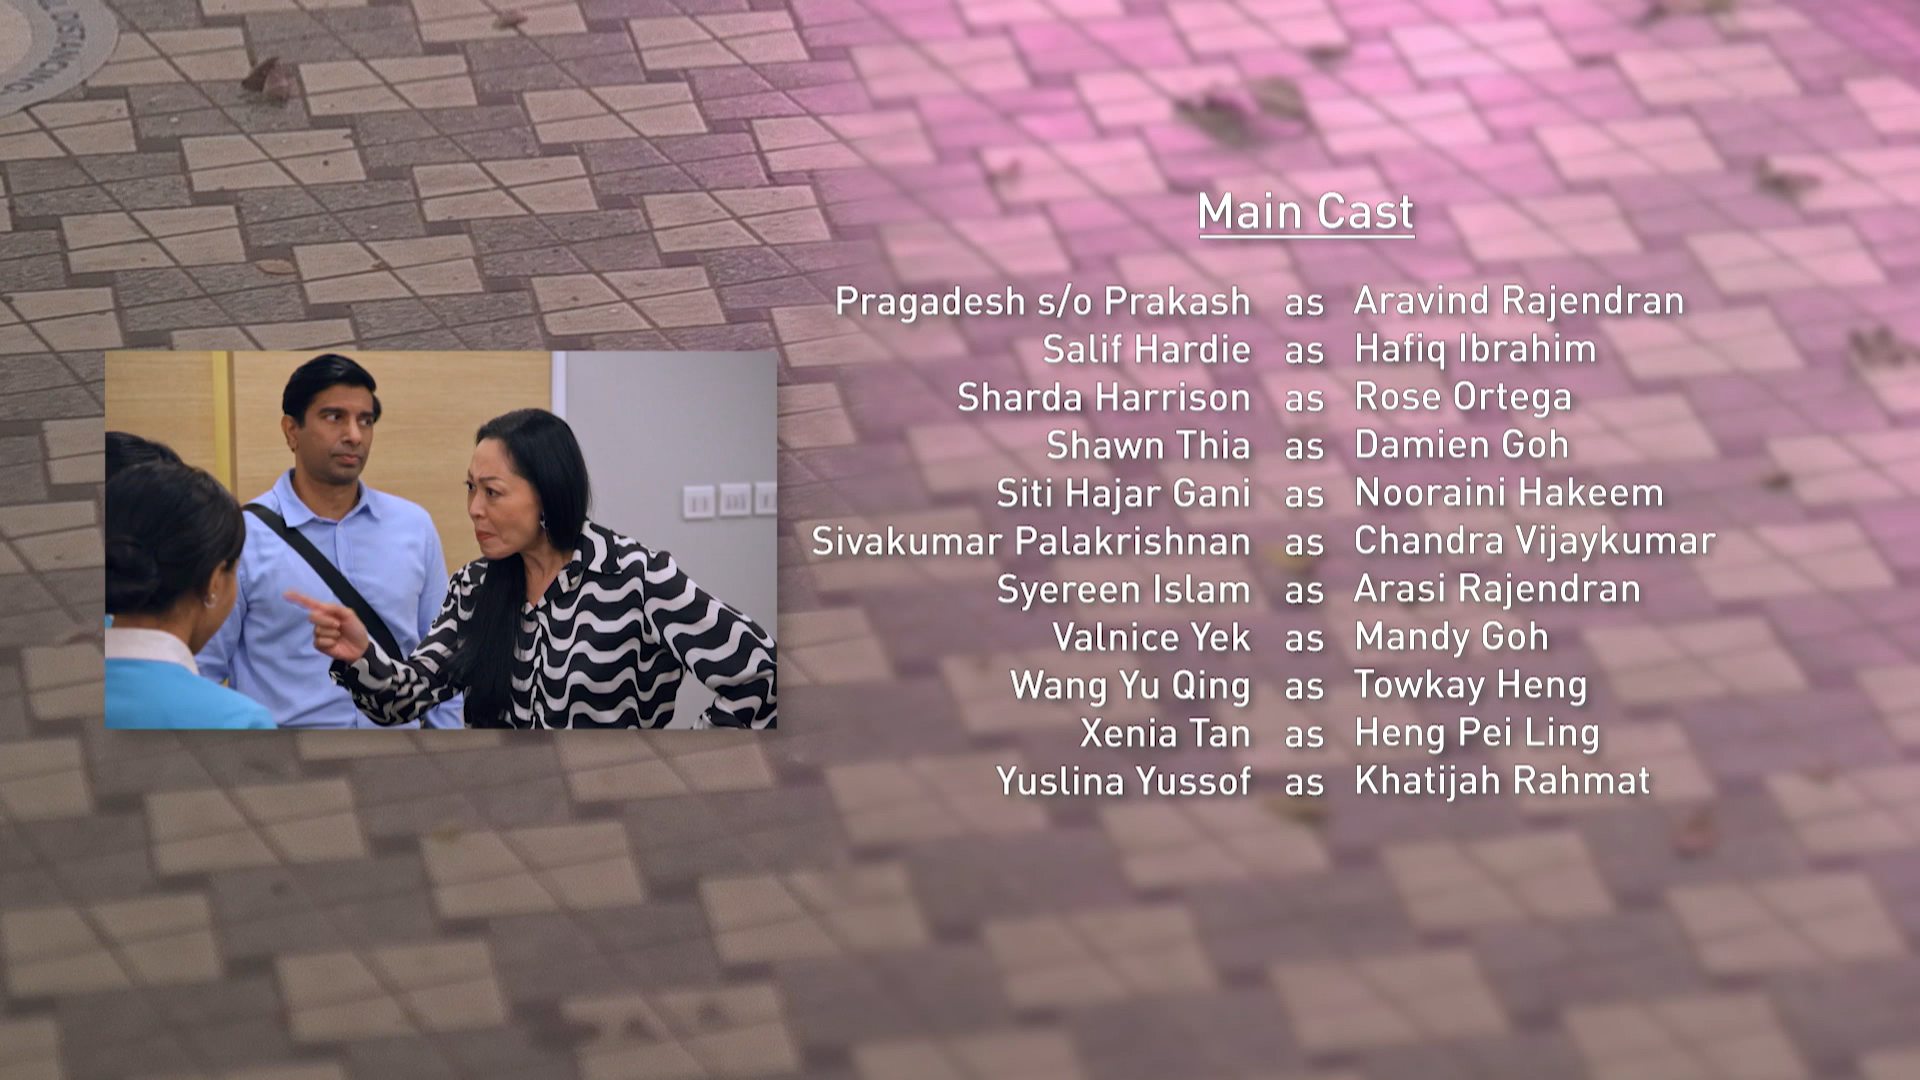 DISTANCING
Main Cast
Pragadesh s/o Prakash as Aravind Rajendran
Salif Hardie as Hafiq Ibrahim
Sharda Harrison as Rose Ortega
Shawn Thia as Damien Goh
Siti Hajar Gani as Nooraini Hakeem
Sivakumar Palakrishnan as Chandra Vijaykumar
Syereen Islam as Arasi Rajendran
Valnice Yek as Mandy Goh
Wang Yu Qing as Towkay Heng
Xenia Tan as Heng Pei Ling
Yuslina Yussof as Khatijah Rahmat